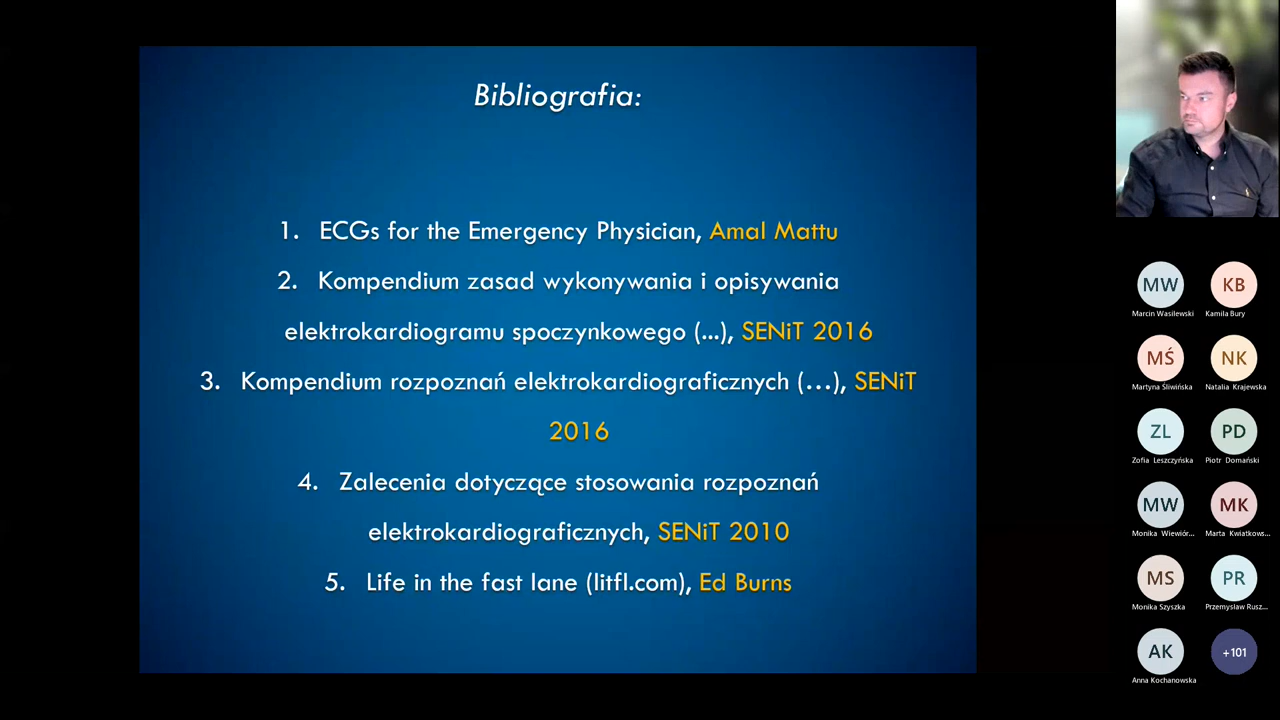 Bibliografia:
1. ECGs for the Emergency Physician, Amal Mattu
2. Kompendium zasad wykonywania i opisywania
elektrokardiogramu spoczynkowego (...), SENiT 2016
3. Kompendium rozpoznań elektrokardiograficznych (...), SENiT
2016
4. Zalecenia dotyczące stosowania rozpoznań
elektrokardiograficznych, SENiT 2010
5. Life in the fast lane (litfl.com), Ed Burns
MW KB
Marcin Wasilewski Kamila Bury
MŚ NK
Martyna Śliwińska Natalia Krajewska
ZL PD
Zofia Leszczyńska Piotr Domański
MW MK
Monika Wiewiór... Marta Kwiatkows...
MS PR
Monika Szyszka Przemysław Rusz...
AK +101
Anna Kochanowska